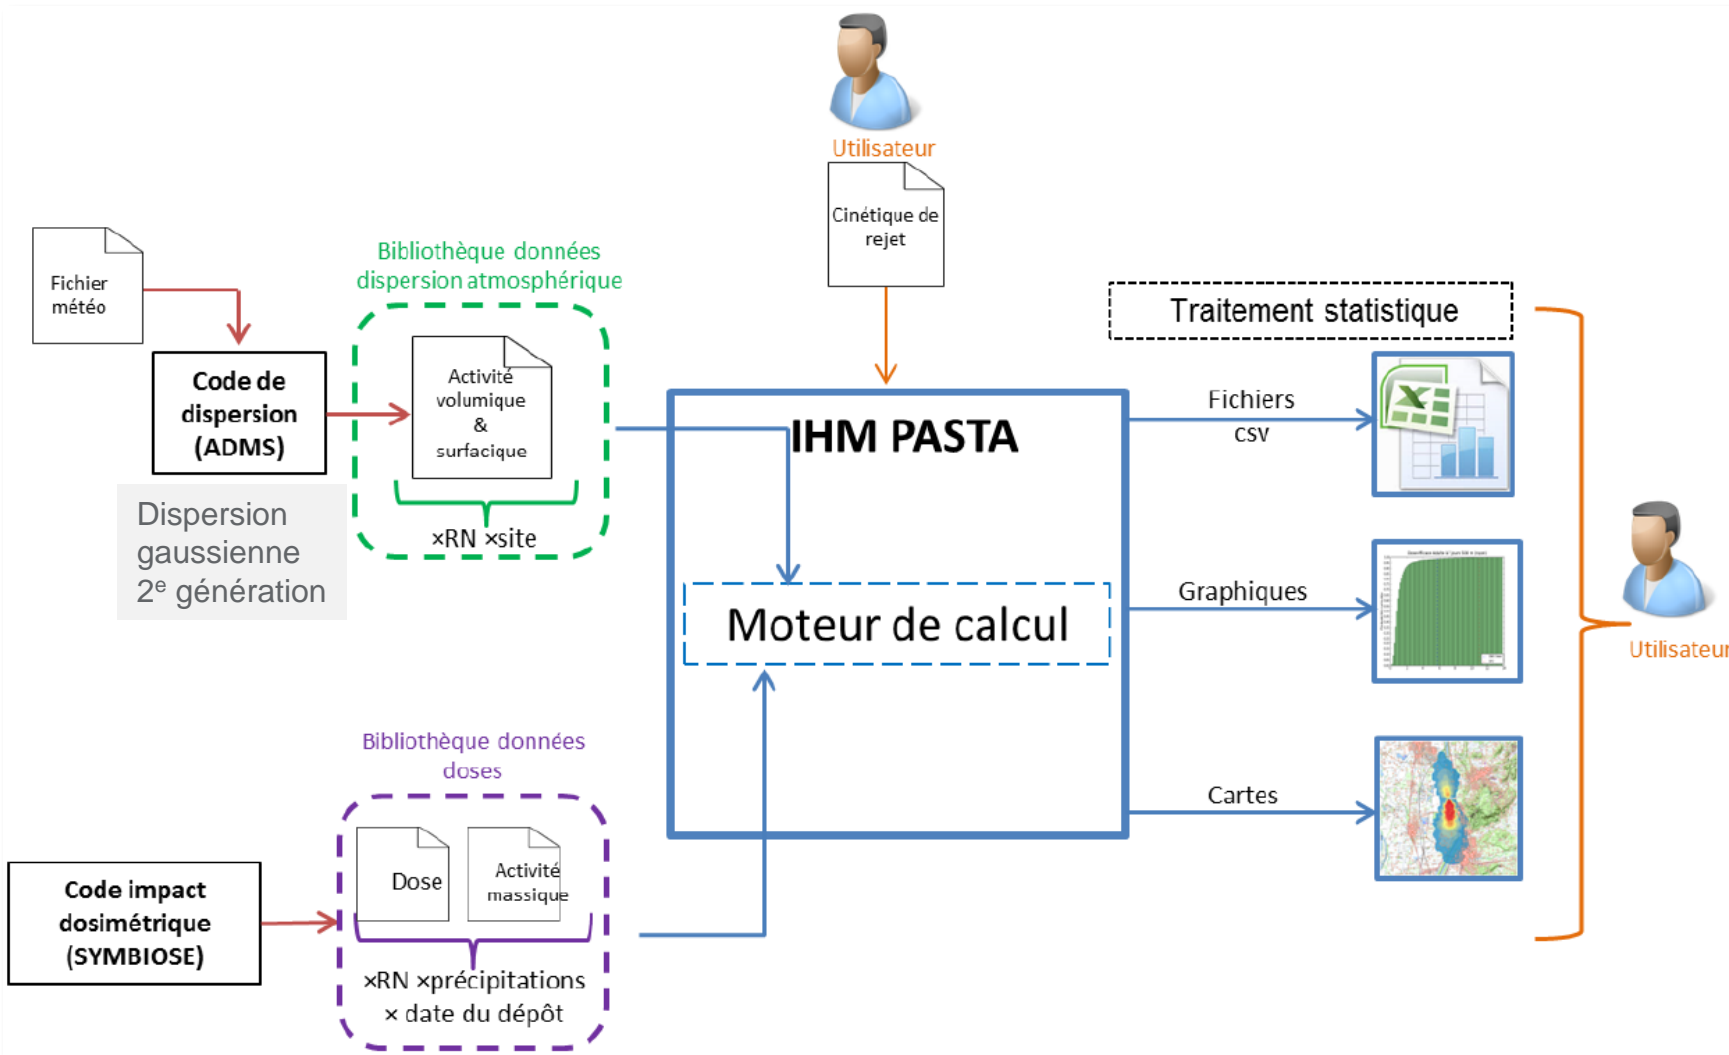 Utilisateur
Cinétique de
rejet
Fichier
météo
Bibliothèque données
dispersion atmosphérique
Code de
dispersion
(ADMS)
Activité
volumique
&
surfacique
×RN ×site
Dispersion
gaussienne
2e génération
IHM PASTA
Moteur de calcul
Traitement statistique
Fichiers
csv
Graphiques
Cartes
Utilisateur
Bibliothèque données
doses
Dose
Activité
massique
×RN ×précipitations
× date du dépôt
Code impact
dosimétrique
(SYMBIOSE)